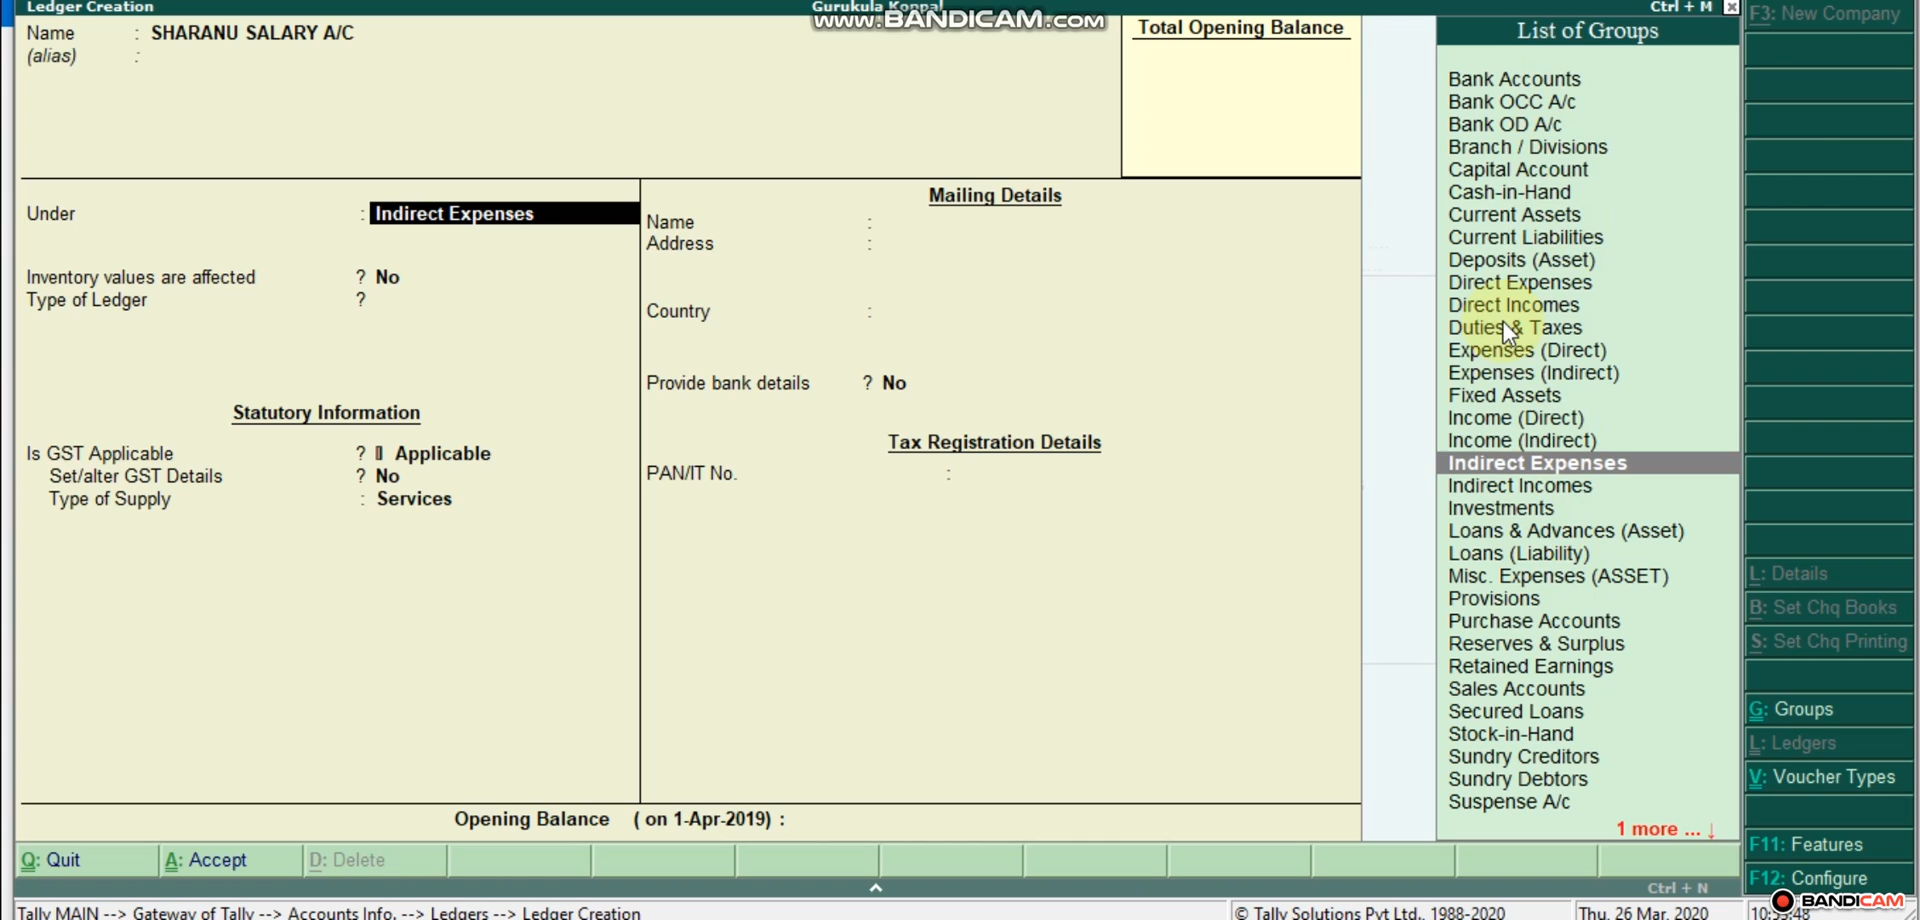 Ledger Creation
Gurukula Koppal
Ctrl + M
www.BANDICAM.com
F3: New Company
Name : SHARANU SALARY A/C
(alias) :
Total Opening Balance
List of Groups
Under : Indirect Expenses
Inventory values are affected ? No
Type of Ledger ?
Statutory Information
Is GST Applicable ? Applicable
Set/alter GST Details ? No
Type of Supply : Services
Mailing Details
Name :
Address :
Country :
Provide bank details ? No
Tax Registration Details
PAN/IT No. :
Opening Balance ( on 1-Apr-2019) :
Bank Accounts
Bank OCC A/c
Bank OD A/c
Branch / Divisions
Capital Account
Cash-in-Hand
Current Assets
Current Liabilities
Deposits (Asset)
Direct Expenses
Direct Incomes
Duties & Taxes
Expenses (Direct)
Expenses (Indirect)
Fixed Assets
Income (Direct)
Income (Indirect)
Indirect Expenses
Indirect Incomes
Investments
Loans & Advances (Asset)
Loans (Liability)
Misc. Expenses (ASSET)
Provisions
Purchase Accounts
Reserves & Surplus
Retained Earnings
Sales Accounts
Secured Loans
Stock-in-Hand
Sundry Creditors
Sundry Debtors
Suspense A/c
1 more ... ↓
L: Details
B: Set Chq Books
S: Set Chq Printing
G: Groups
L: Ledgers
V: Voucher Types
F11: Features
F12: Configure
Q: Quit
A: Accept
D: Delete
Ctrl + N
BANDICAM
Tally MAIN --> Gateway of Tally --> Accounts Info. --> Ledgers --> Ledger Creation
© Tally Solutions Pvt Ltd., 1988-2020
Thu, 26 Mar, 2020